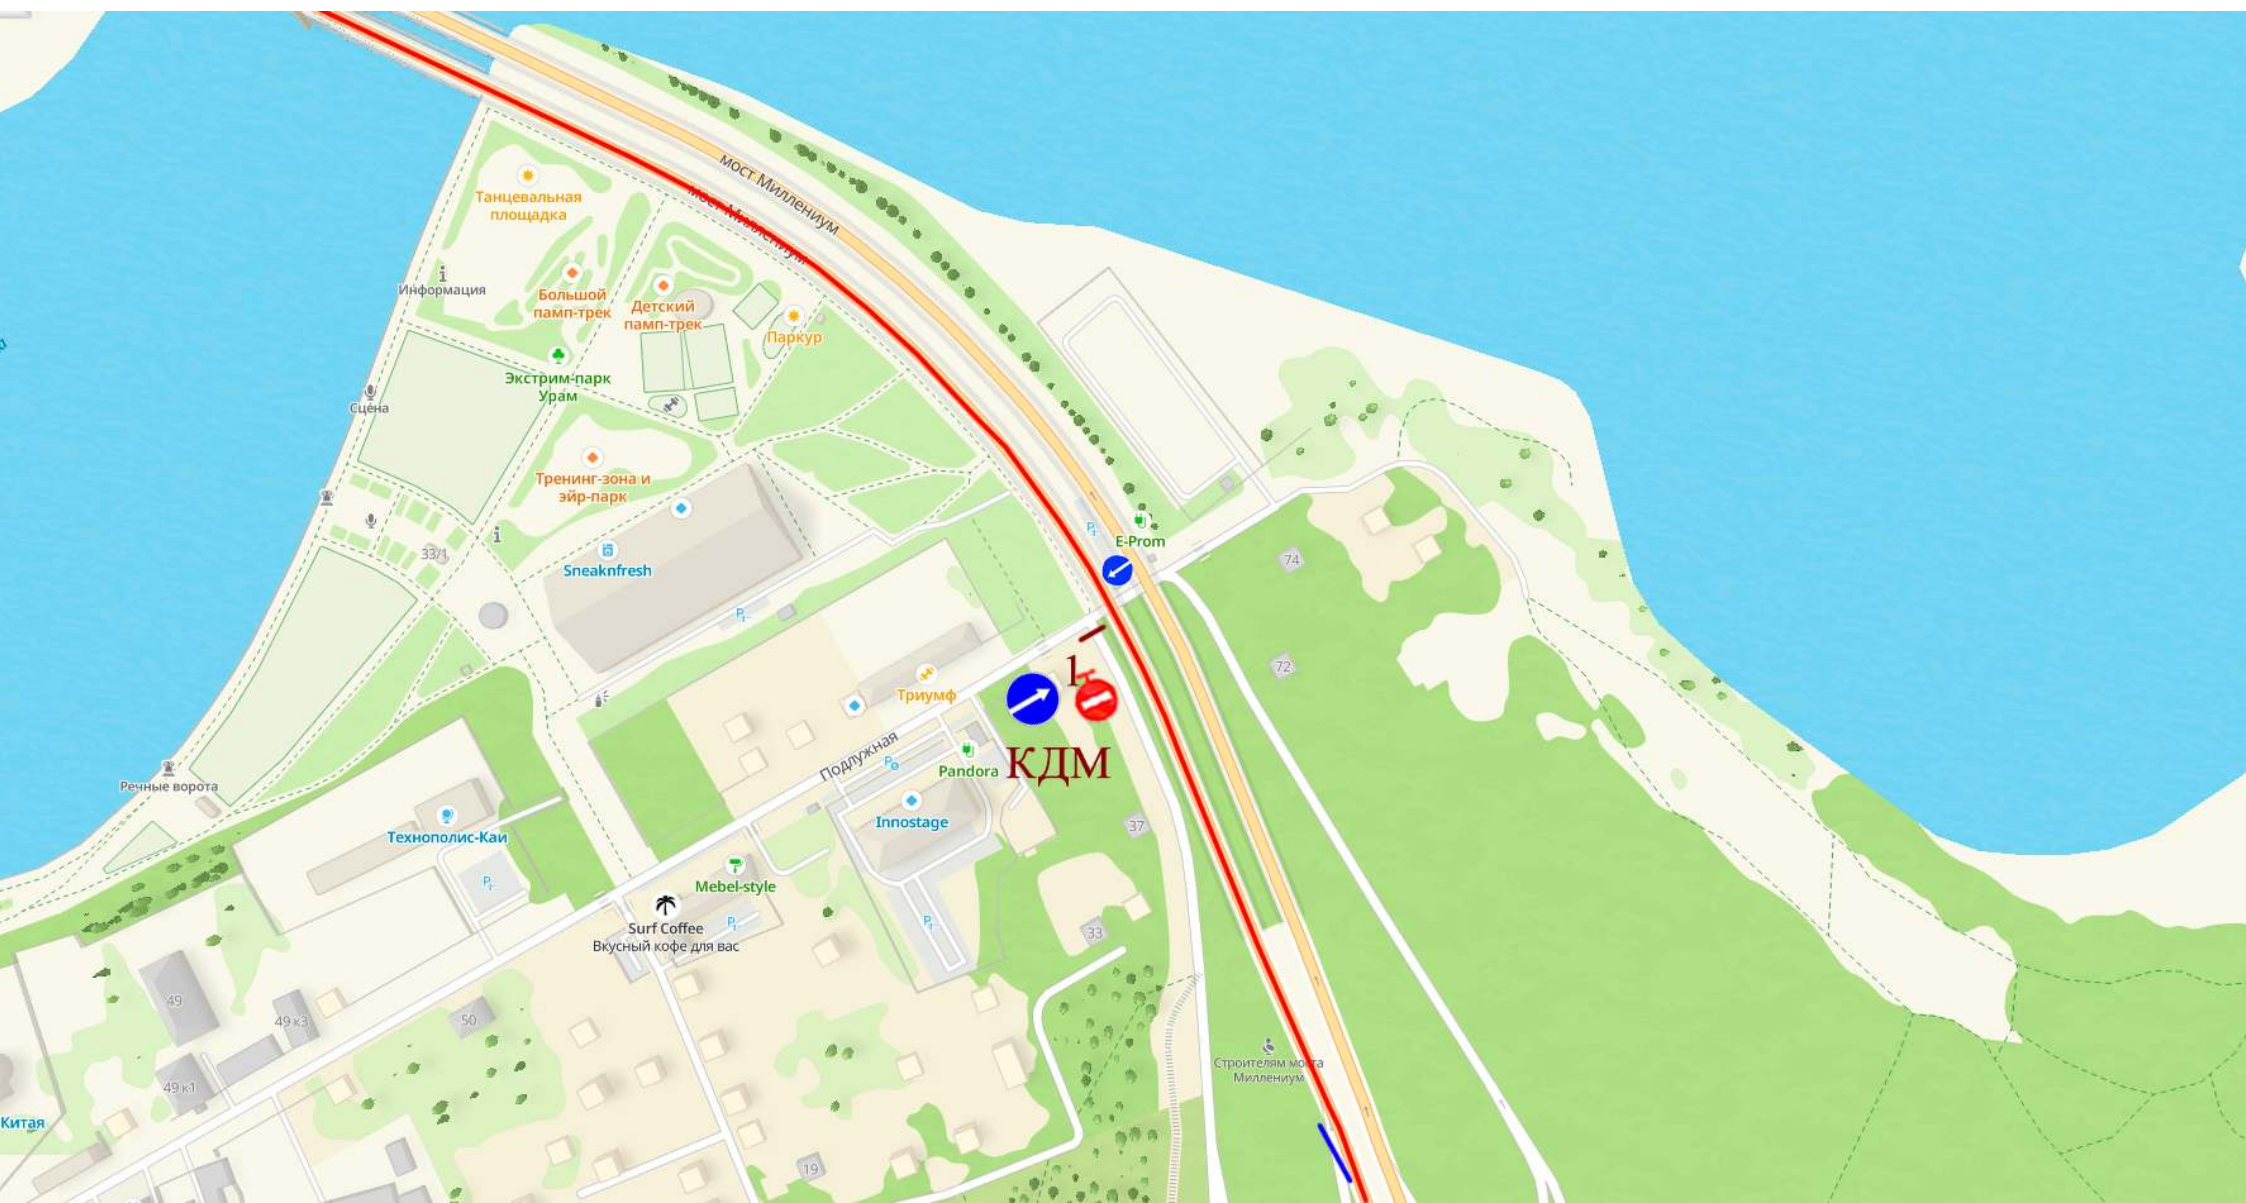 мост Миллениум
мост Миллениум
Танцевальная
площадка
Информация
Большой
памп-трек
Детский
памп-трек
Паркур
Экстрим-парк
Урам
Сцена
Тренинг-зона и
эйр-парк
33/1
Sneaknfresh
P
E-Prom
74
72
P
1
Триумф
КДМ
Подлужная
P
Pandora
Речные ворота
Innostage
37
Технополис-Каи
P
Mebel-style
Surf Coffee
Вкусный кофе для вас
P
P
33
49
49 к3
50
Строителям моста
Миллениум
49 к1
Китая
19